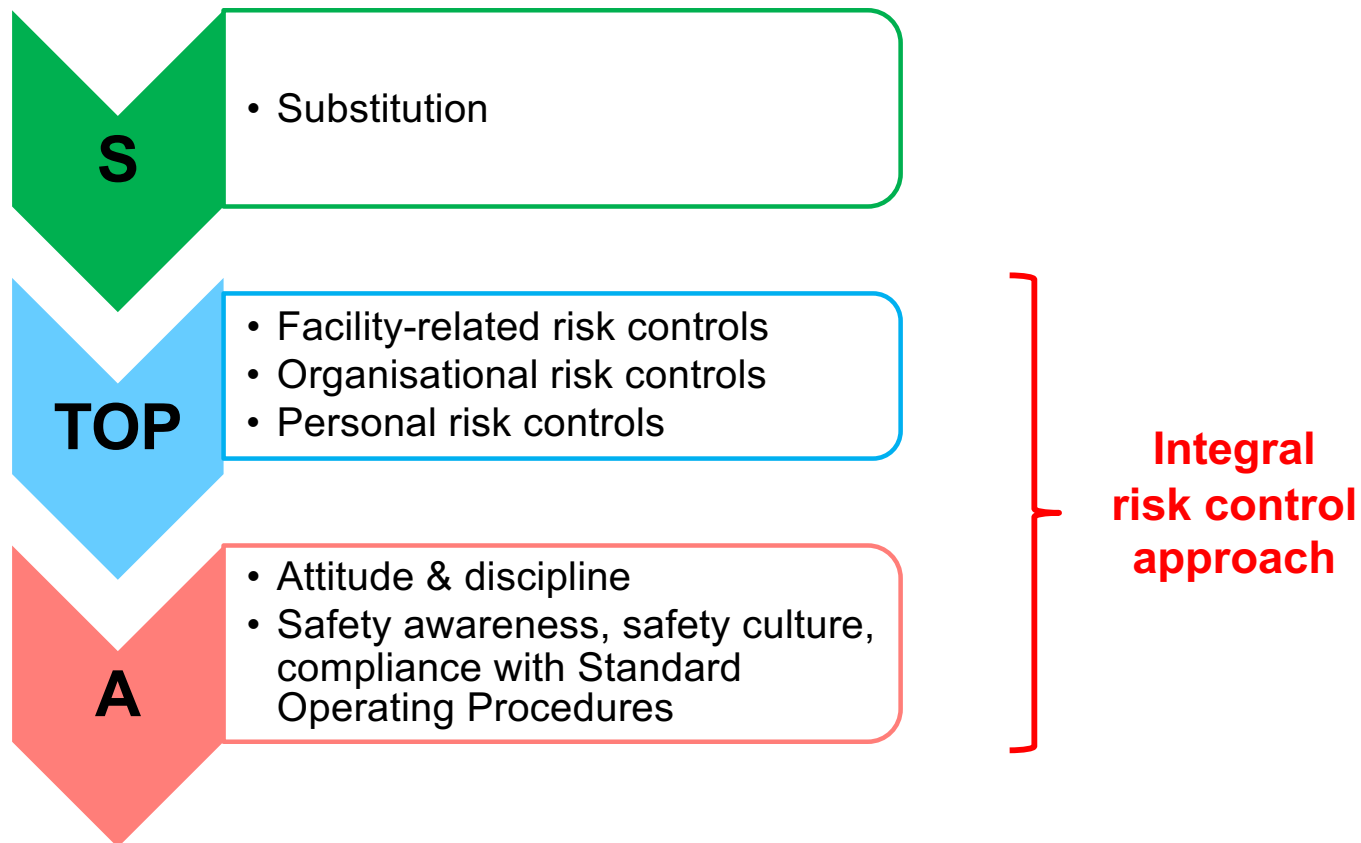 S
• Substitution
TOP
• Facility-related risk controls
• Organisational risk controls
• Personal risk controls
A
• Attitude & discipline
• Safety awareness, safety culture,
compliance with Standard
Operating Procedures
Integral
risk control
approach